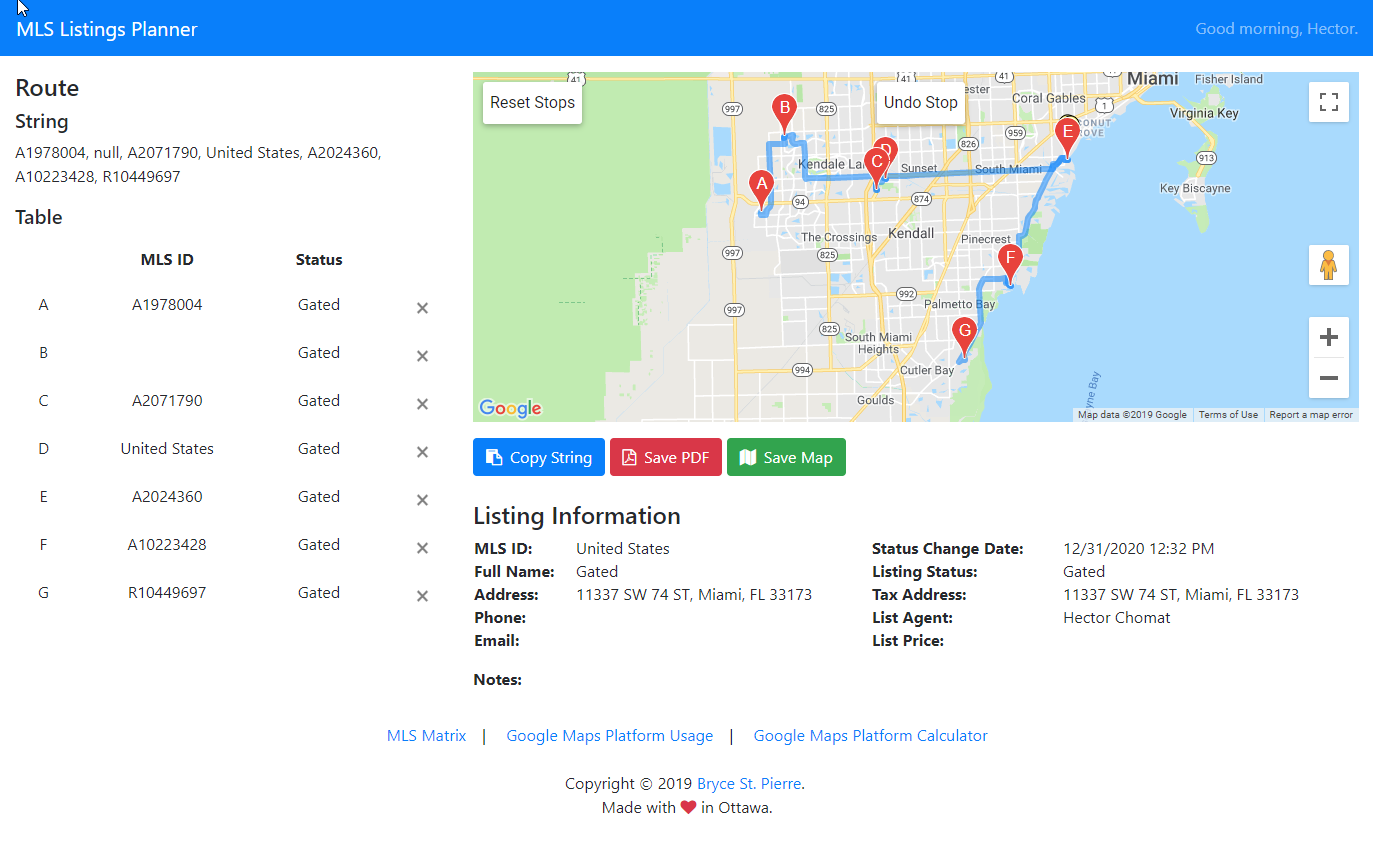 MLS Listings Planner
Good morning, Hector.
Route
String
A1978004, null, A2071790, United States, A2024360,
A10223428, R10449697
Table
MLS ID Status
A A1978004 Gated ×
B Gated ×
C A2071790 Gated ×
D United States Gated ×
E A2024360 Gated ×
F A10223428 Gated ×
G R10449697 Gated ×
Reset Stops
Undo Stop
41
41
41
Miami
Fisher Island
997
B
825
Coral Gables
1
Virginia Key
E
959
826
913
Kendale
D
C
Sunset
South Miami
Key Biscayne
A
94
874
The Crossings
Kendall
Pinecrest
997
825
F
992
Palmetto Bay
997
825
South Miami
Heights
G
994
Cutler Bay
Goulds
Google
Map data ©2019 Google
Terms of Use
Report a map error
Copy String
Save PDF
Save Map
Listing Information
MLS ID: United States Status Change Date: 12/31/2020 12:32 PM
Full Name: Gated Listing Status: Gated
Address: 11337 SW 74 ST, Miami, FL 33173 Tax Address: 11337 SW 74 ST, Miami, FL 33173
Phone: List Agent: Hector Chomat
Email: List Price:
Notes:
MLS Matrix | Google Maps Platform Usage | Google Maps Platform Calculator
Copyright © 2019 Bryce St. Pierre.
Made with ❤ in Ottawa.